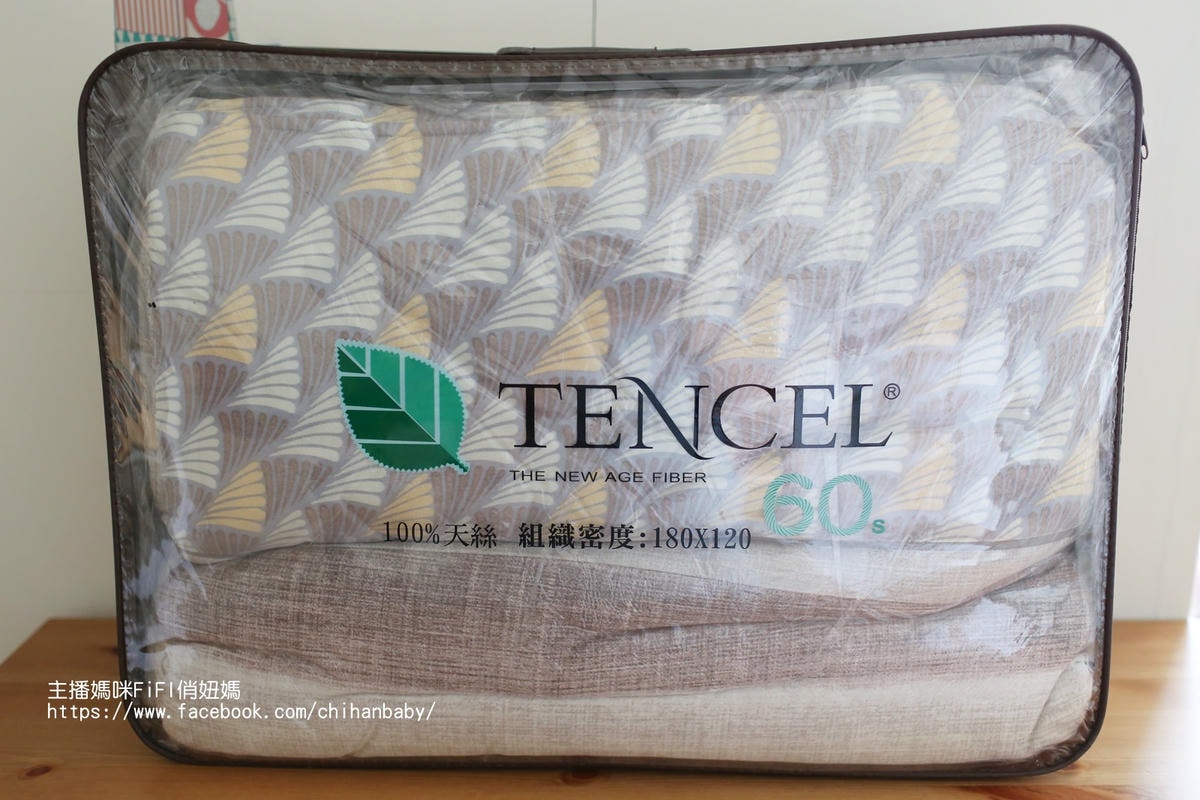 TENCEL®
THE NEW AGE FIBER
60s
100%天絲 組織密度:180X120
主播媽咪FiFI俏妞媽
https://www.facebook.com/chihanbaby/